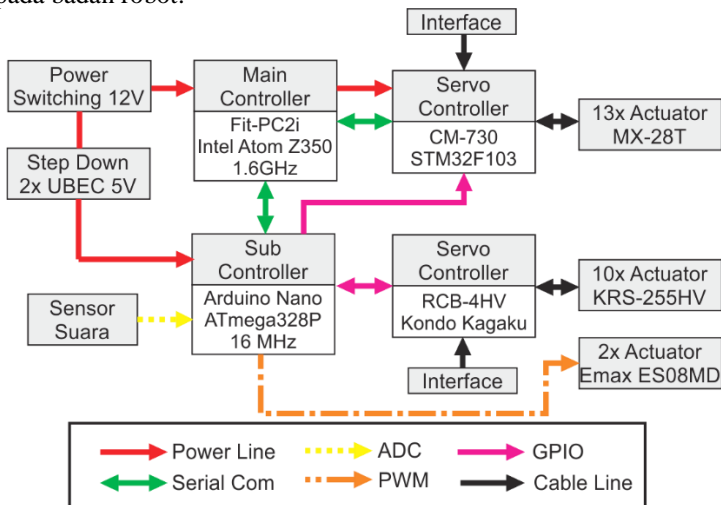 pada badan robot.
Interface
Power
Switching 12V
Main
Controller
Fit-PC2i
Intel Atom Z350
1.6GHz
Servo
Controller
CM-730
STM32F103
13x Actuator
MX-28T
Step Down
2x UBEC 5V
Sub
Controller
Arduino Nano
ATmega328P
16 MHz
Servo
Controller
RCB-4HV
Kondo Kagaku
10x Actuator
KRS-255HV
Sensor
Suara
Interface
2x Actuator
Emax ES08MD
Power Line
ADC
GPIO
Serial Com
PWM
Cable Line